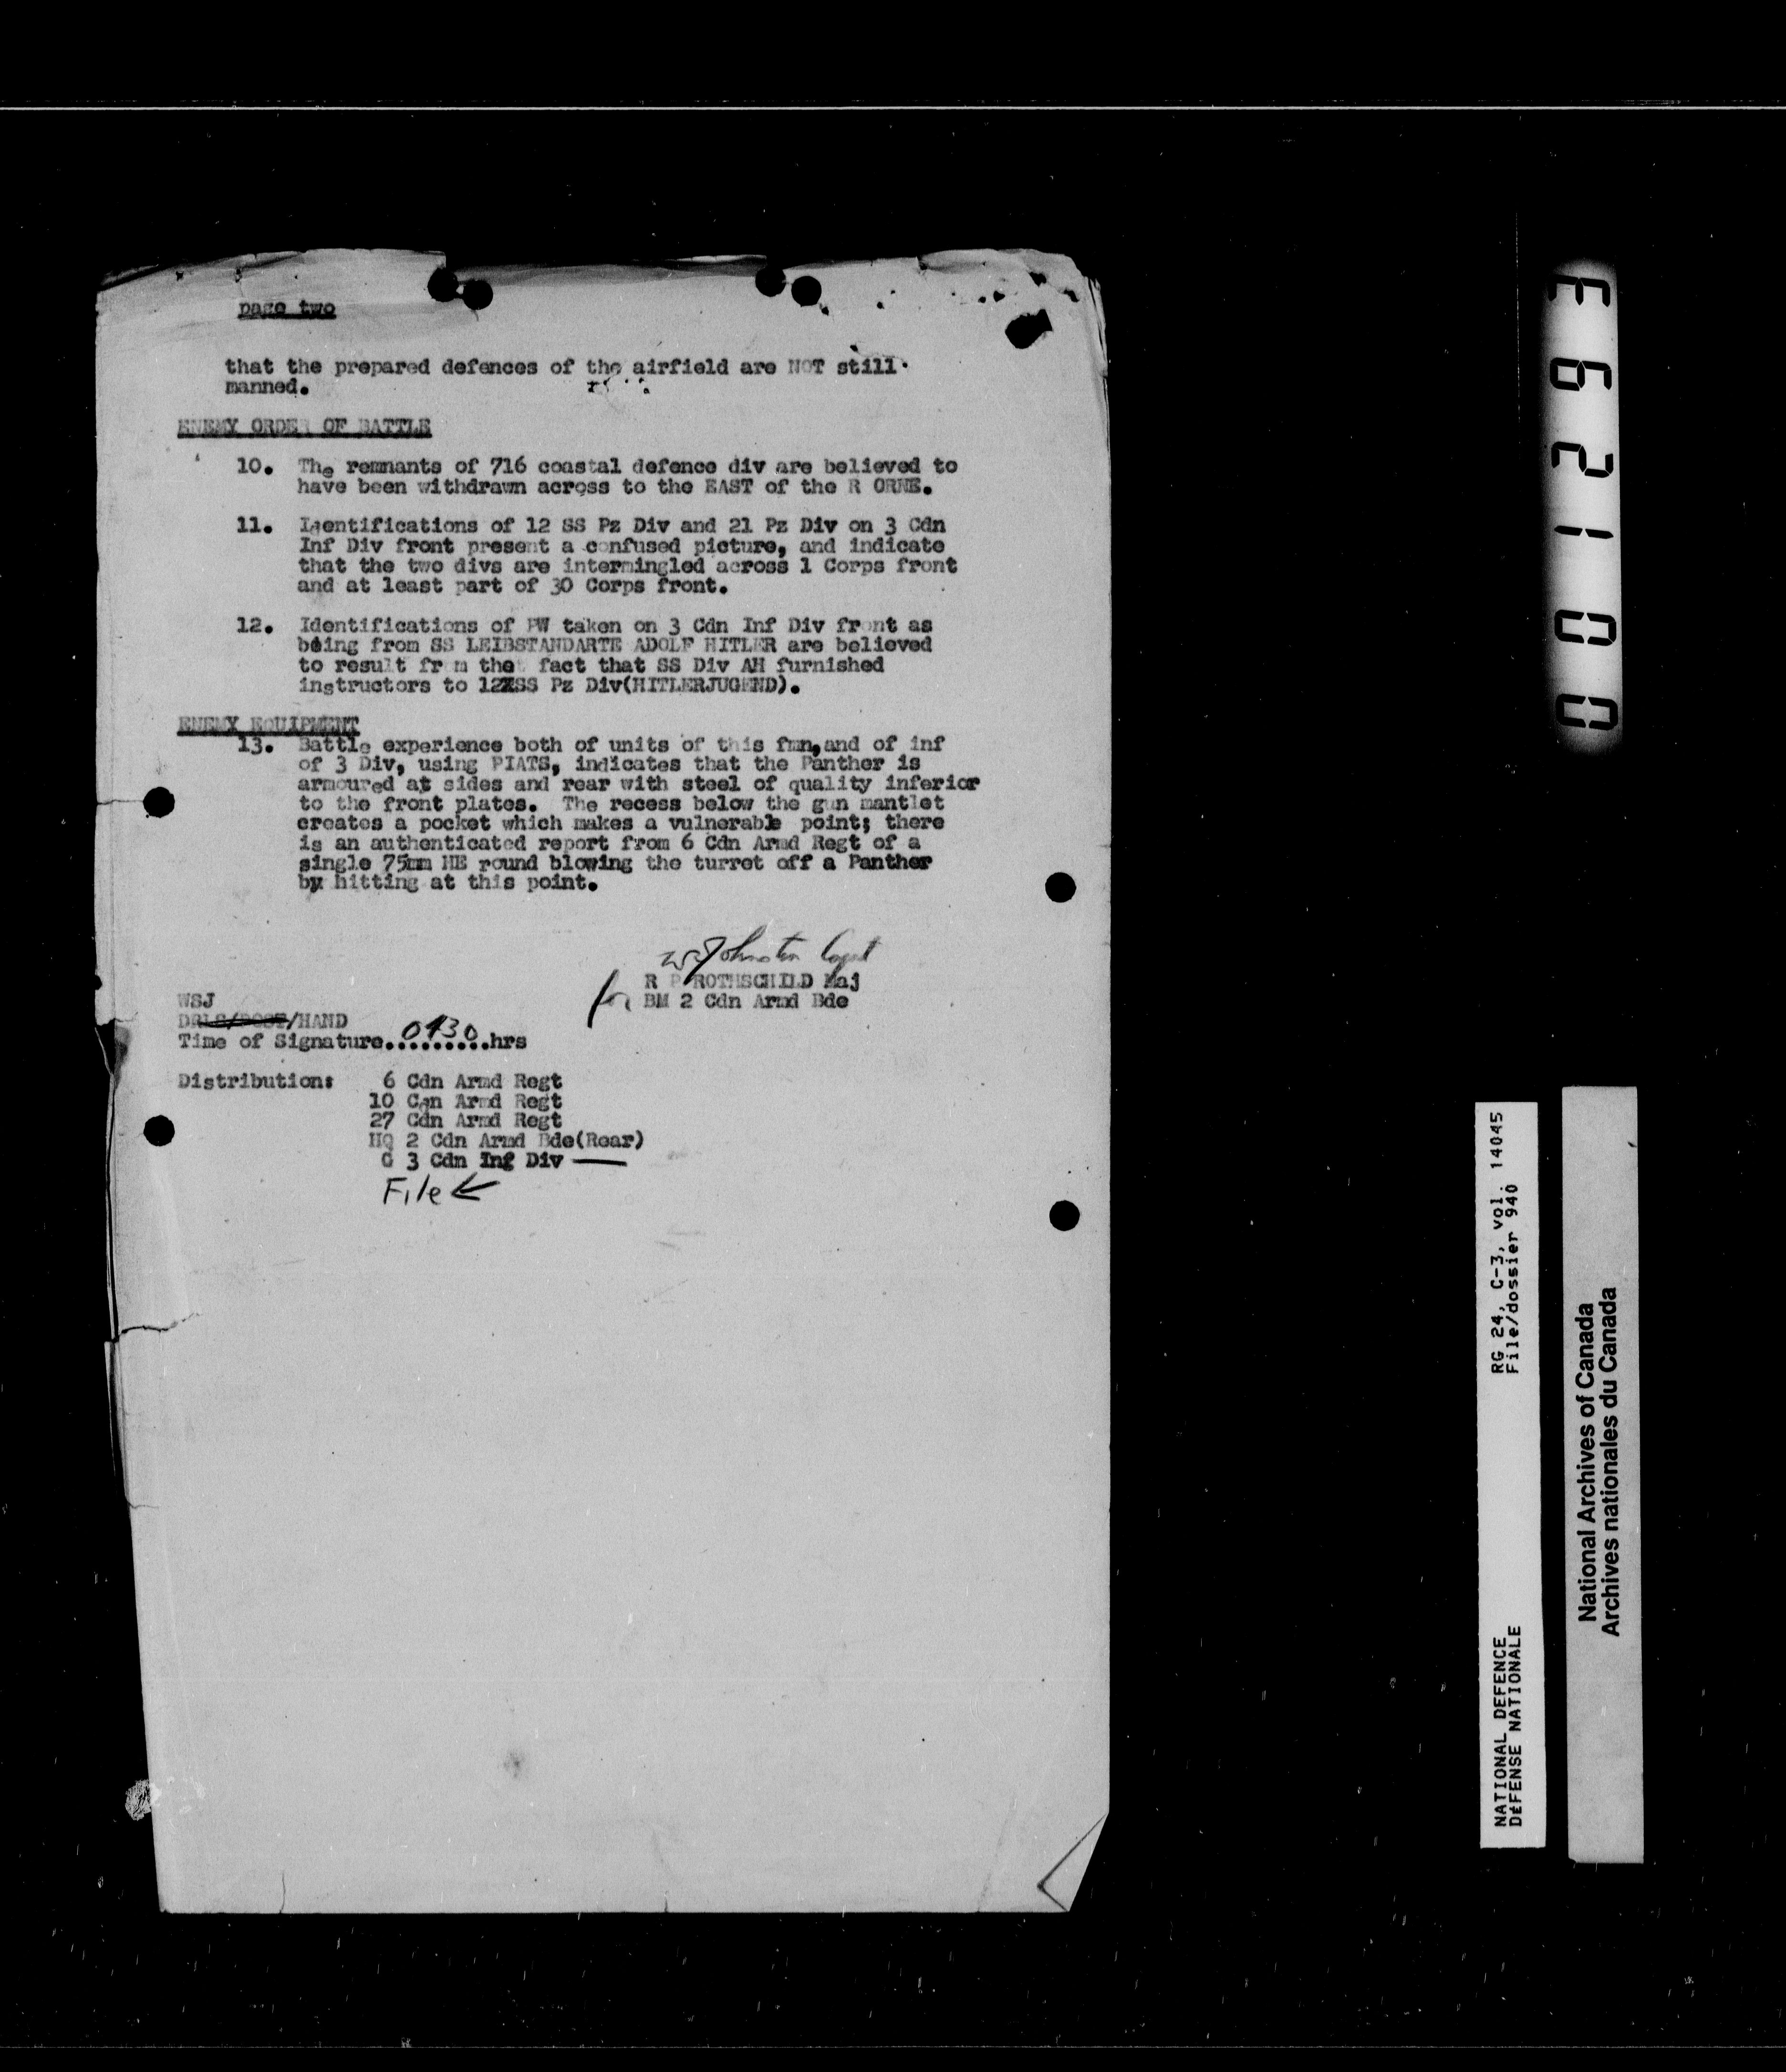 page two
that the prepared defences of the airfield are NOT still
manned.
ENEMY ORDER OF BATTLE
10. The remnants of 716 coastal defence div are believed to
have been withdrawn across to the EAST of the R ORNE.
11. Identifications of 12 SS Pz Div and 21 Pz Div on 3 Cdn
Inf Div front present a confused picture, and indicate
that the two divs are intermingled across 1 Corps front
and at least part of 30 Corps front.
12. Identifications of PW taken on 3 Cdn Inf Div front as
being from SS LEIBSTANDARTE ADOLF HITLER are believed
to result from the fact that SS Div AH furnished
instructors to 12 SS Pz Div(HITLERJUGEND).
ENEMY EQUIPMENT
13. Battle experience both of units of this fmn,and of inf
of 3 Div, using PIATS, indicates that the Panther is
armoured at sides and rear with steel of quality inferior
to the front plates. The recess below the gun mantlet
creates a pocket which makes a vulnerable point; there
is an authenticated report from 6 Cdn Armd Regt of a
single 75mm HE round blowing the turret off a Panther
by hitting at this point.
WSJohnston Capt
R P ROTHSCHILD Maj
for BM 2 Cdn Armd Bde
WSJ
DRLS/POST/HAND
Time of Signature.........hrs
Distribution: 6 Cdn Armd Regt
10 Cdn Armd Regt
27 Cdn Armd Regt
HQ 2 Cdn Armd Bde(Rear)
G 3 Cdn Inf Div
File
E62100
RG 24, C-3, vol. 14045
File/dossier 940
NATIONAL DEFENCE
DÉFENSE NATIONALE
National Archives of Canada
Archives nationales du Canada